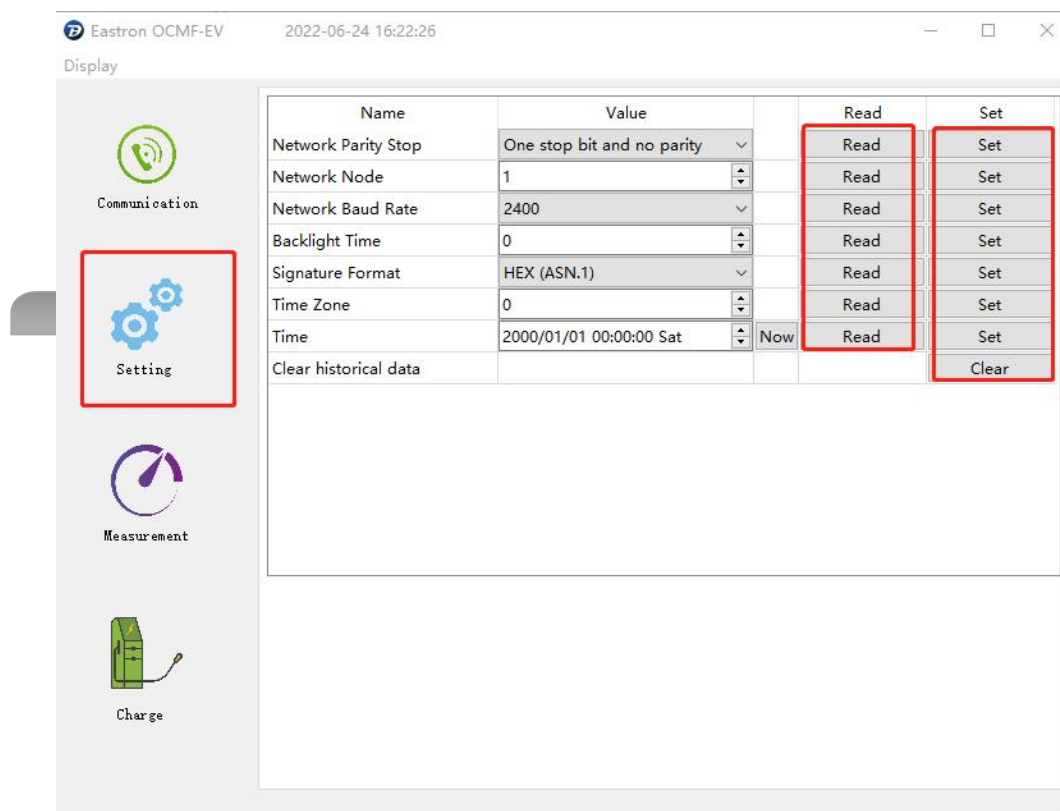 Eastron OCMF-EV 2022-06-24 16:22:26
Display
Communication
Setting
Measurement
Charge
Name Value Read Set
Network Parity Stop One stop bit and no parity Read Set
Network Node 1 Read Set
Network Baud Rate 2400 Read Set
Backlight Time 0 Read Set
Signature Format HEX (ASN.1) Read Set
Time Zone 0 Read Set
Time 2000/01/01 00:00:00 Sat Now Read Set
Clear historical data Clear